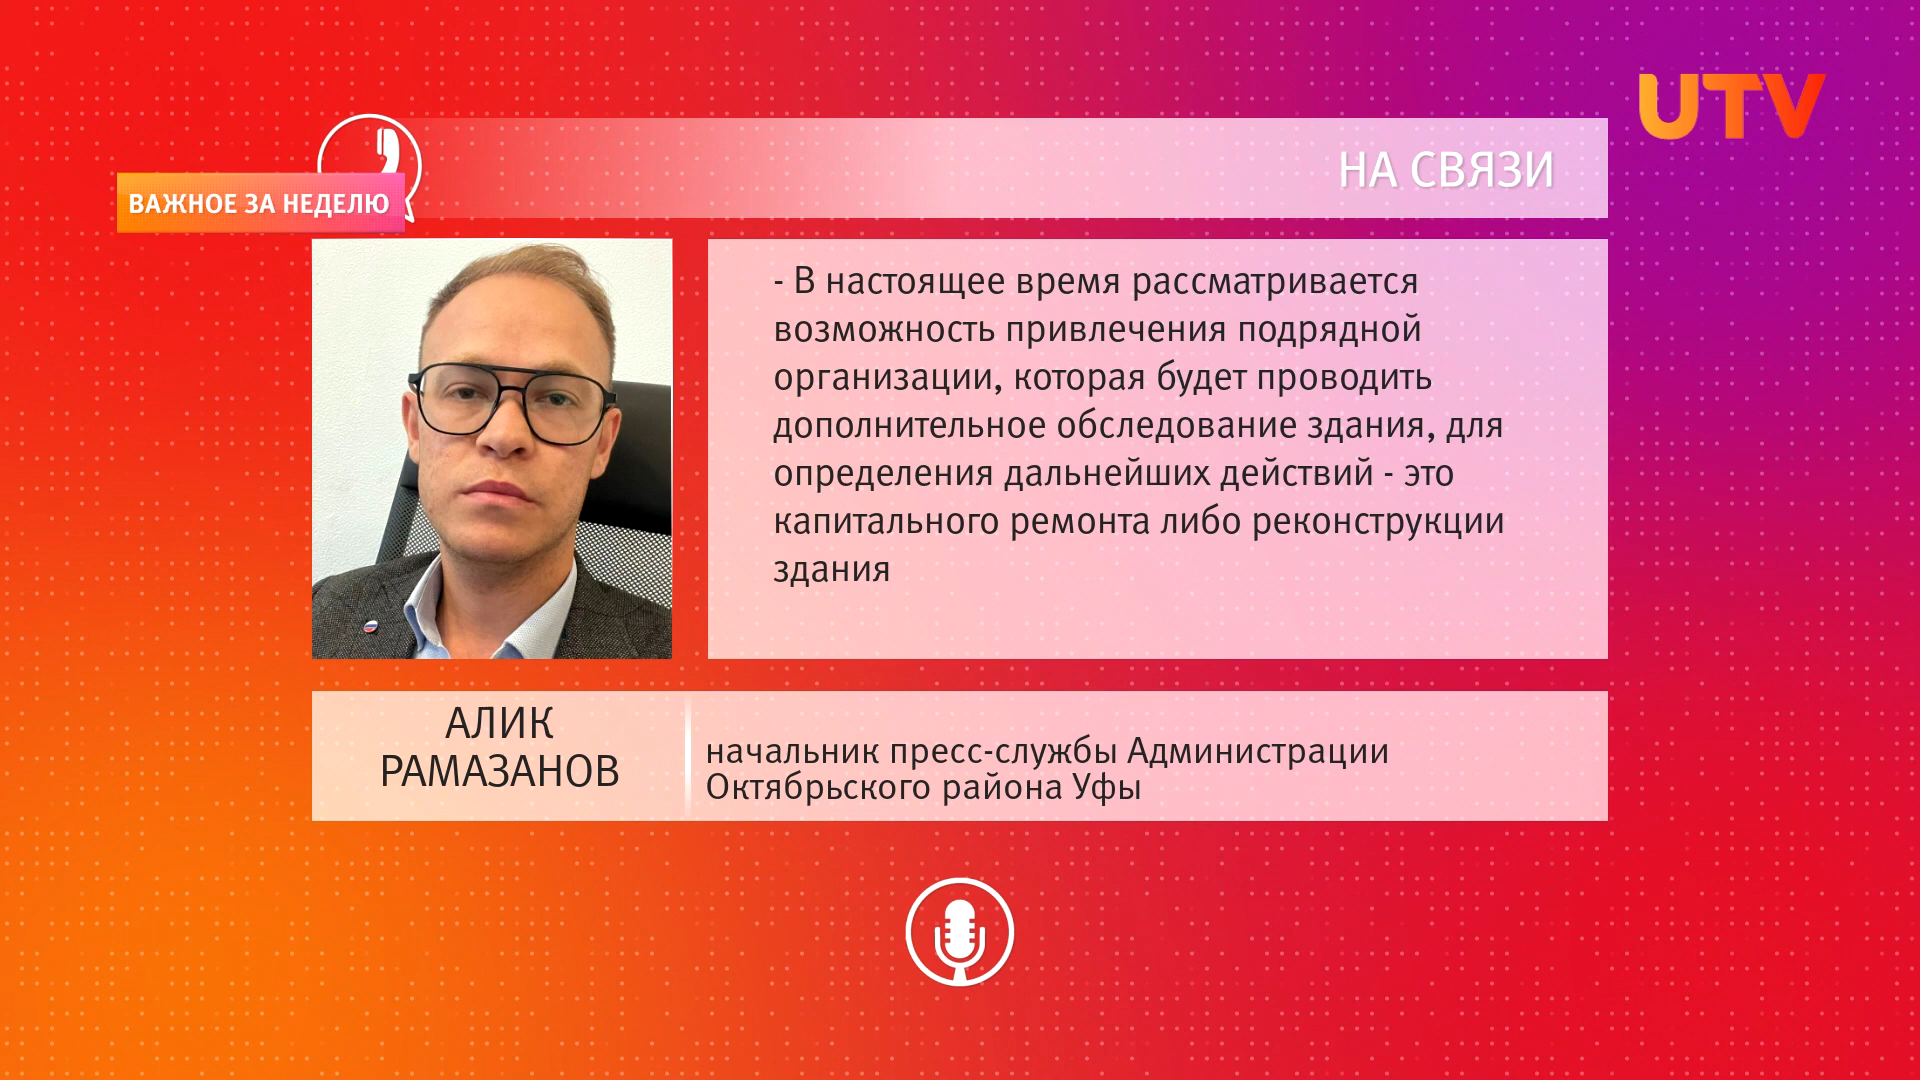 UTV
НА СВЯЗИ
ВАЖНОЕ ЗА НЕДЕЛЮ
- В настоящее время рассматривается
возможность привлечения подрядной
организации, которая будет проводить
дополнительное обследование здания, для
определения дальнейших действий - это
капитального ремонта либо реконструкции
здания
АЛИК
РАМАЗАНОВ
начальник пресс-службы Администрации
Октябрьского района Уфы